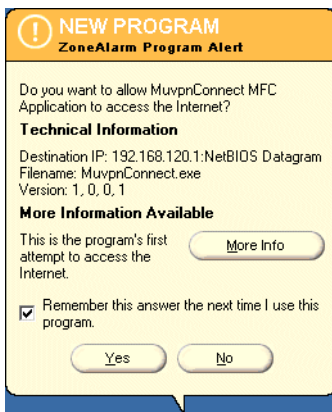 NEW PROGRAM
ZoneAlarm Program Alert
Do you want to allow MuvpnConnect MFC
Application to access the Internet?
Technical Information
Destination IP: 192.168.120.1:NetBIOS Datagram
Filename: MuvpnConnect.exe
Version: 1, 0, 0, 1
More Information Available
This is the program's first
attempt to access the
Internet.
More Info
Remember this answer the next time I use this
program.
Yes
No